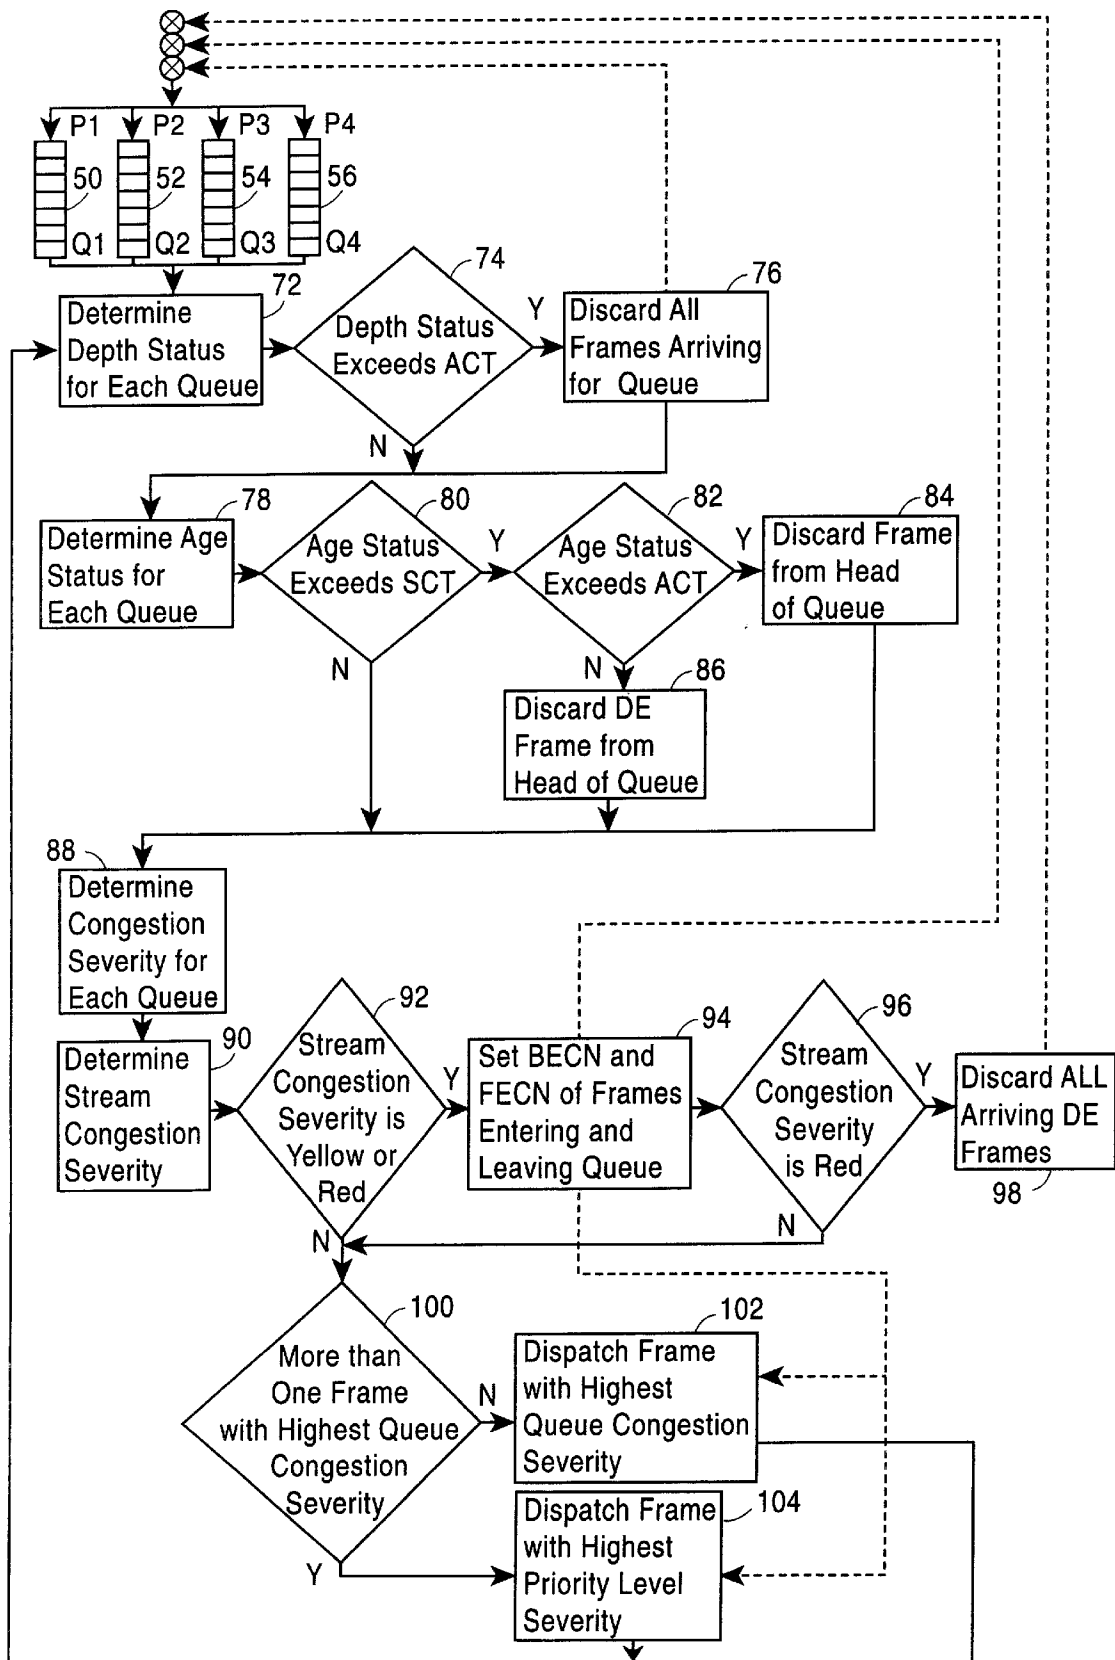 P1 P2 P3 P4
50 52 54 56
Q1 Q2 Q3 Q4
72
Determine
Depth Status
for Each Queue
74
Depth Status
Exceeds ACT
Y
N
76
Discard All
Frames Arriving
for Queue
78
Determine Age
Status for
Each Queue
80
Age Status
Exceeds SCT
Y
N
82
Age Status
Exceeds ACT
Y
N
84
Discard Frame
from Head
of Queue
86
Discard DE
Frame from
Head of Queue
88
Determine
Congestion
Severity for
Each Queue
90
Determine
Stream
Congestion
Severity
92
Stream
Congestion
Severity is
Yellow or
Red
Y
N
94
Set BECN and
FECN of Frames
Entering and
Leaving Queue
96
Stream
Congestion
Severity
is Red
Y
N
Discard ALL
Arriving DE
Frames
98
100
More than
One Frame
with Highest Queue
Congestion
Severity
N
Y
102
Dispatch Frame
with Highest
Queue Congestion
Severity
104
Dispatch Frame
with Highest
Priority Level
Severity